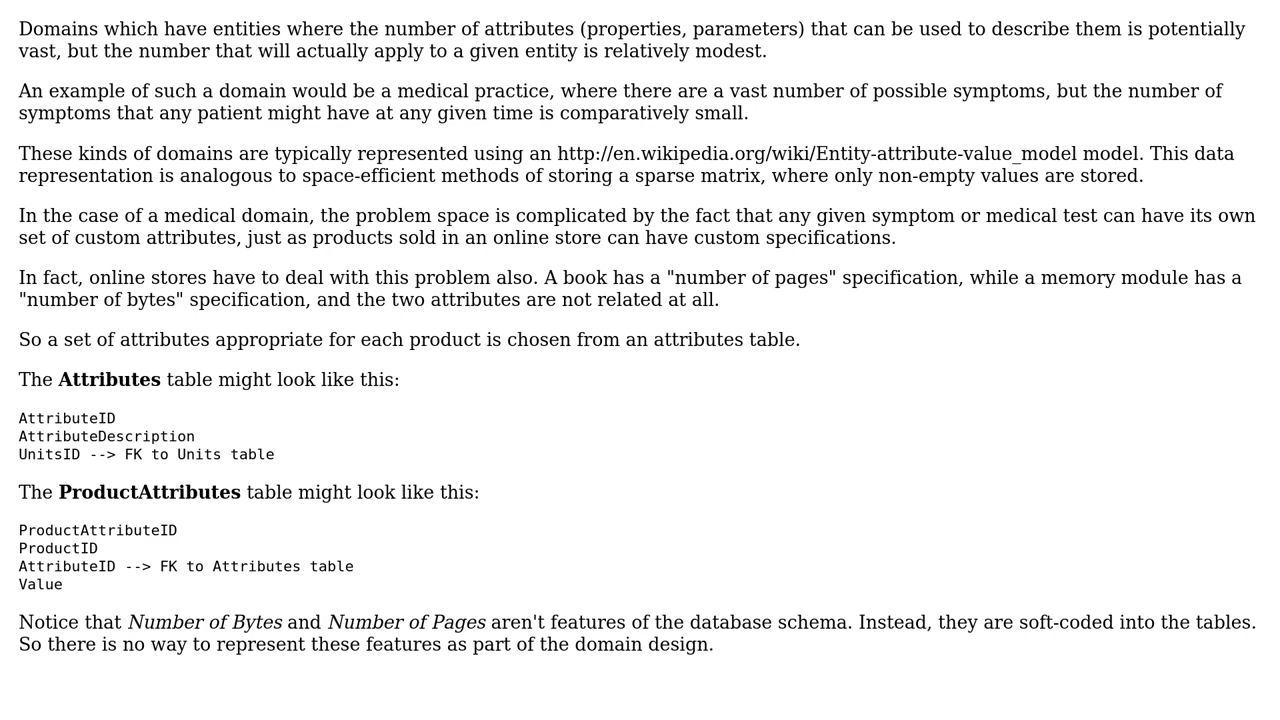 Domains which have entities where the number of attributes (properties, parameters) that can be used to describe them is potentially
vast, but the number that will actually apply to a given entity is relatively modest.
An example of such a domain would be a medical practice, where there are a vast number of possible symptoms, but the number of
symptoms that any patient might have at any given time is comparatively small.
These kinds of domains are typically represented using an http://en.wikipedia.org/wiki/Entity-attribute-value_model model. This data
representation is analogous to space-efficient methods of storing a sparse matrix, where only non-empty values are stored.
In the case of a medical domain, the problem space is complicated by the fact that any given symptom or medical test can have its own
set of custom attributes, just as products sold in an online store can have custom specifications.
In fact, online stores have to deal with this problem also. A book has a "number of pages" specification, while a memory module has a
"number of bytes" specification, and the two attributes are not related at all.
So a set of attributes appropriate for each product is chosen from an attributes table.
The Attributes table might look like this:
AttributeID
AttributeDescription
UnitsID --> FK to Units table
The ProductAttributes table might look like this:
ProductAttributeID
ProductID
AttributeID --> FK to Attributes table
Value
Notice that Number of Bytes and Number of Pages aren't features of the database schema. Instead, they are soft-coded into the tables.
So there is no way to represent these features as part of the domain design.